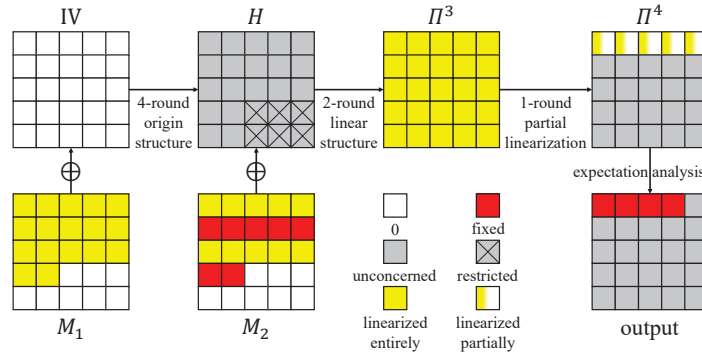 IV
H
Π³
Π⁴
4-round
origin
structure
2-round
linear
structure
1-round
partial
linearization
expectation analysis
0
fixed
unconcerned
restricted
linearized
entirely
linearized
partially
M₁
M₂
output